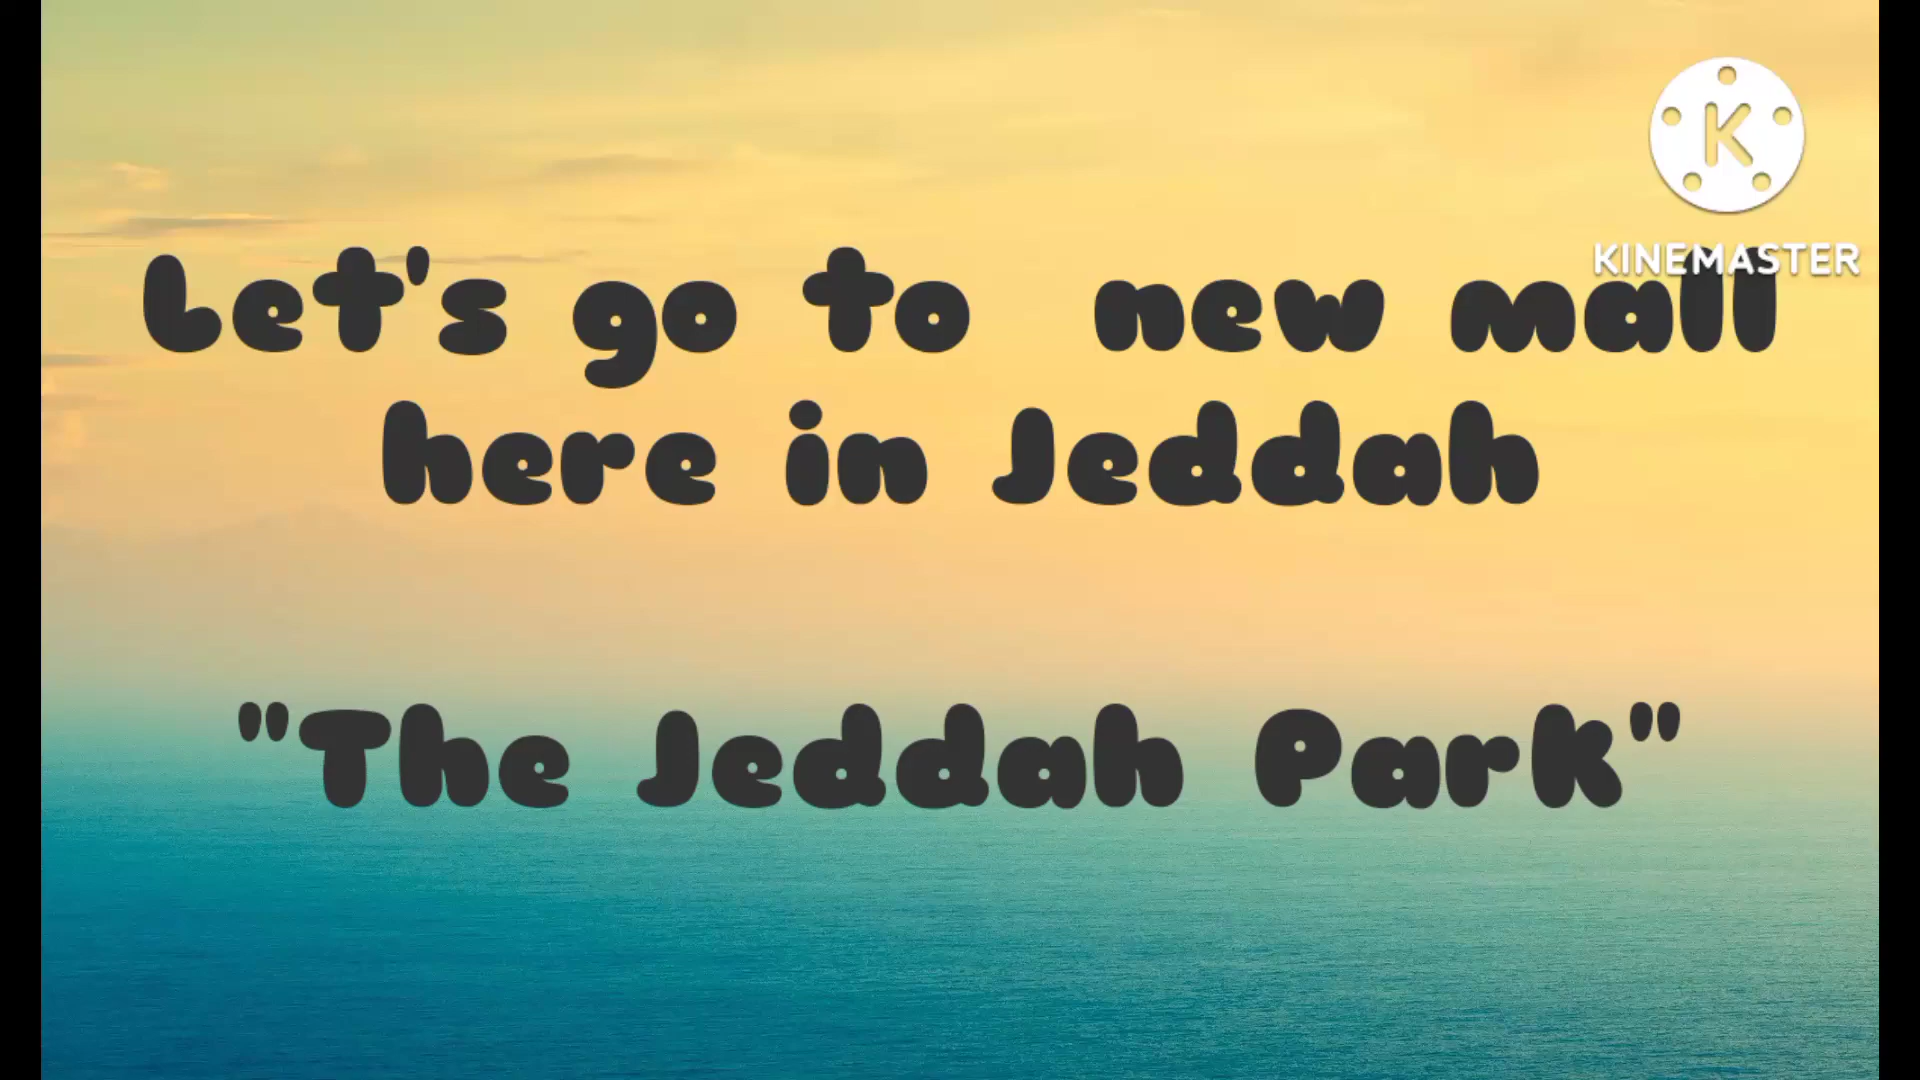 K
KINEMASTER
Let's go to new mall
here in Jeddah
"The Jeddah Park"